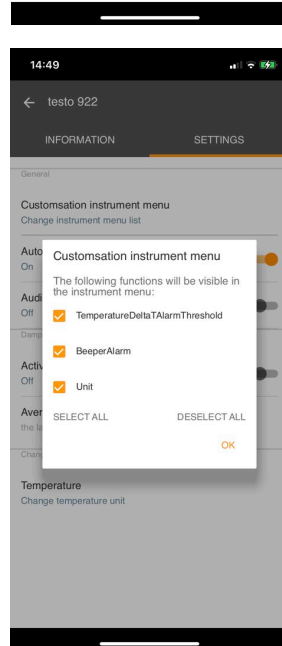 14:49
testo 922
INFORMATION SETTINGS
General
Customsation instrument menu
Change instrument menu list
Auto
On
Customsation instrument menu
The following functions will be visible in
the instrument menu:
Audi
Off
TemperatureDeltaTAlarmThreshold
Damp
BeeperAlarm
Activ
Off
Unit
Aver
the la
SELECT ALL DESELECT ALL
OK
Chan
Temperature
Change temperature unit